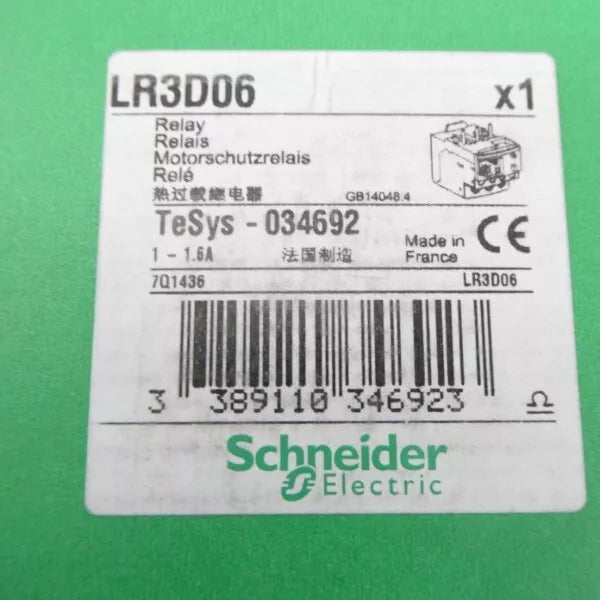 LR3D06 x1
Relay
Relais
Motorschutzrelais
Relé
热过载继电器 GB14048.4
TeSys - 034692
1 - 1.6A 法国制造 Made in France CE
7Q1436 LR3D06
3 389110 346923
Schneider
Electric